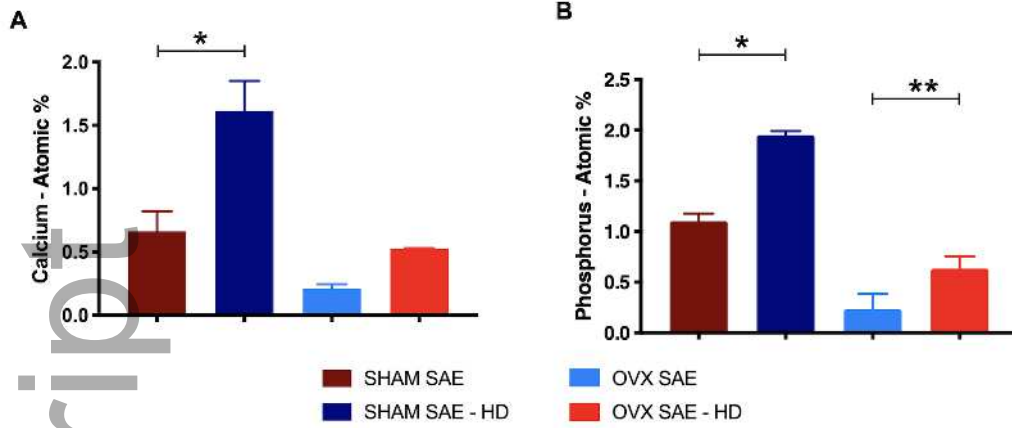 A
B
*
*
**
Calcium - Atomic %
2.0
1.5
1.0
0.5
0.0
Phosphorus - Atomic %
2.5
2.0
1.5
1.0
0.5
0.0
ript
SHAM SAE
OVX SAE
SHAM SAE - HD
OVX SAE - HD